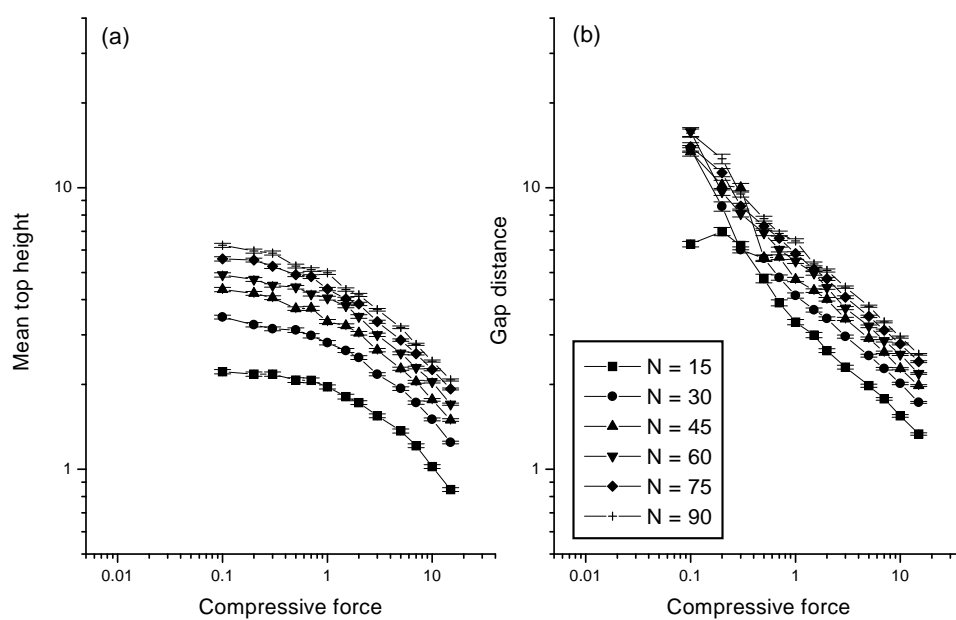 (a)
10
1
Mean top height
0.01 0.1 1 10
Compressive force
(b)
10
1
Gap distance
N = 15
N = 30
N = 45
N = 60
N = 75
N = 90
0.01 0.1 1 10
Compressive force